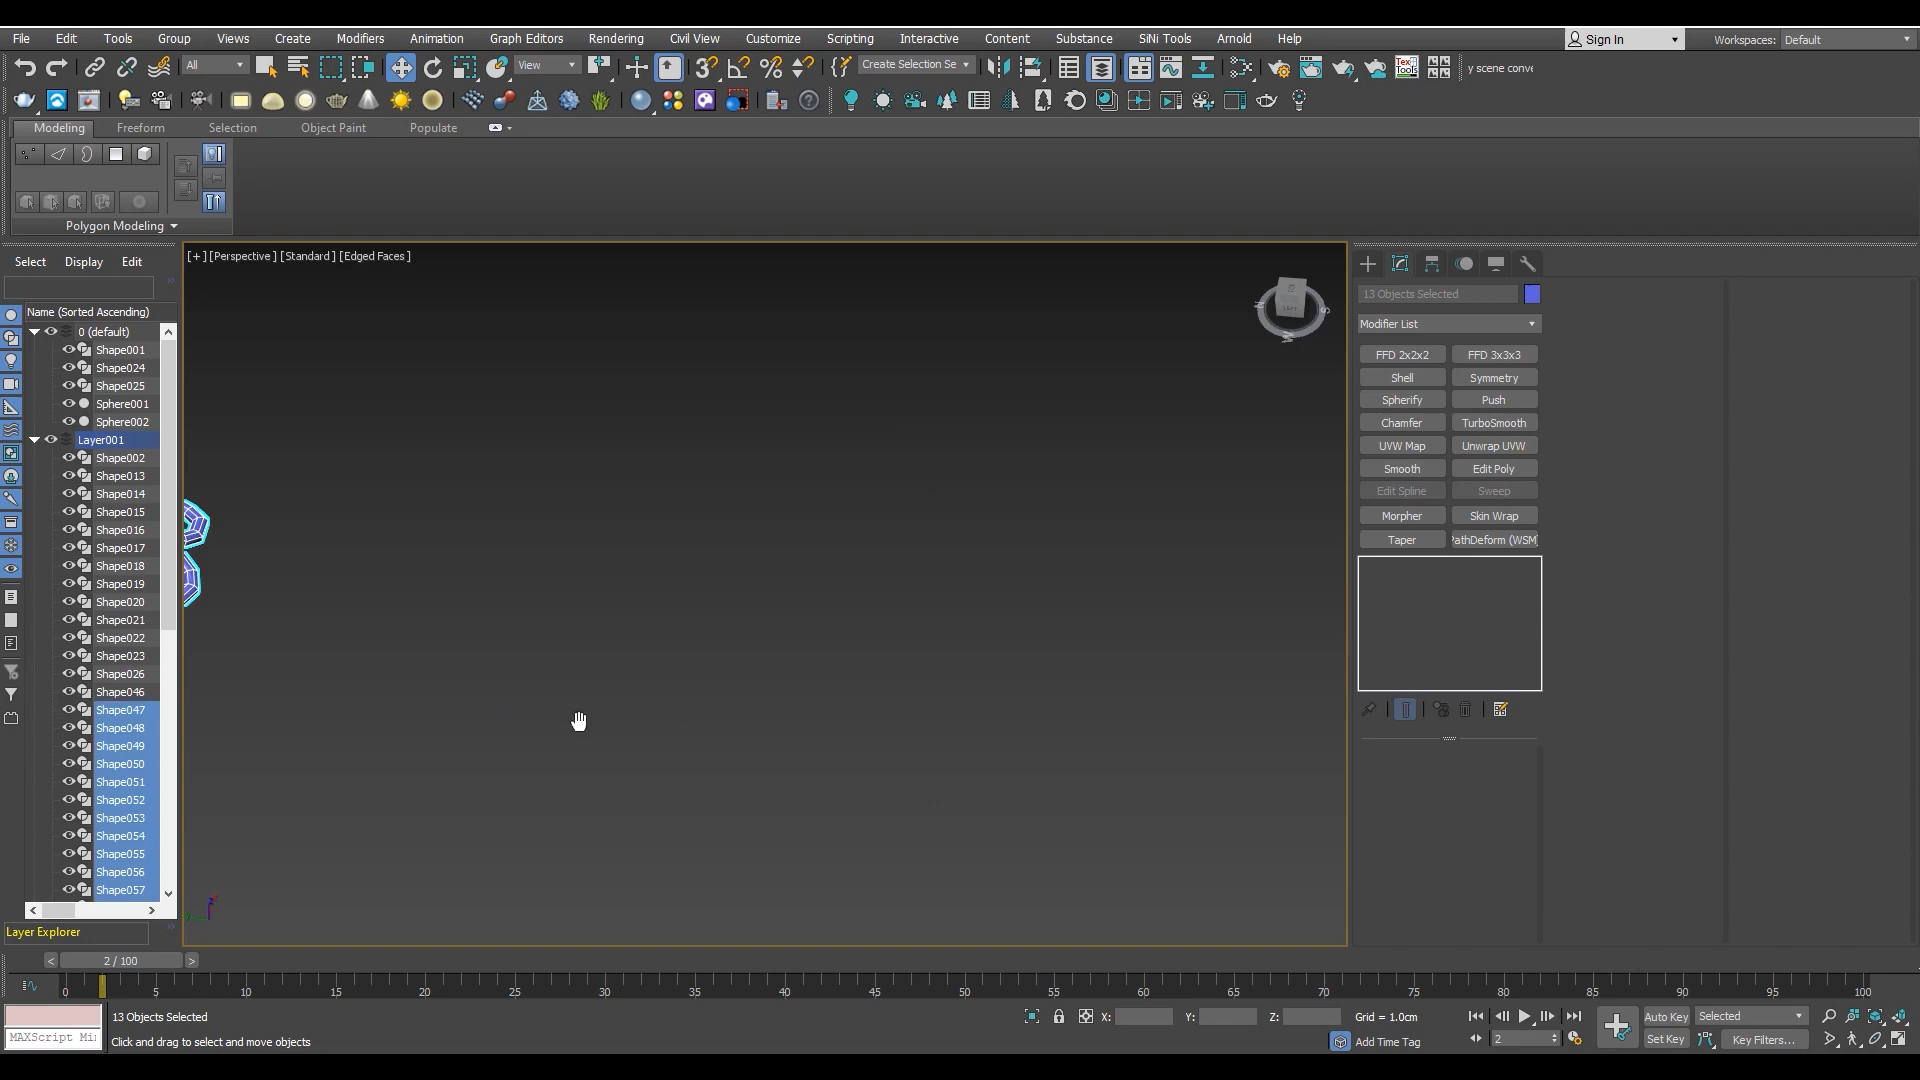 File Edit Tools Group Views Create Modifiers Animation Graph Editors Rendering Civil View Customize Scripting Interactive Content Substance SiNi Tools Arnold Help Sign In Workspaces: Default
All View Create Selection Se y scene conve
Modeling Freeform Selection Object Paint Populate
Polygon Modeling
Select Display Edit
[+] [Perspective ] [Standard ] [Edged Faces ]
Name (Sorted Ascending)
0 (default)
Shape001
Shape024
Shape025
Sphere001
Sphere002
Layer001
Shape002
Shape013
Shape014
Shape015
Shape016
Shape017
Shape018
Shape019
Shape020
Shape021
Shape022
Shape023
Shape026
Shape046
Shape047
Shape048
Shape049
Shape050
Shape051
Shape052
Shape053
Shape054
Shape055
Shape056
Shape057
Layer Explorer
13 Objects Selected
Modifier List
FFD 2x2x2 FFD 3x3x3
Shell Symmetry
Spherify Push
Chamfer TurboSmooth
UVW Map Unwrap UVW
Smooth Edit Poly
Edit Spline Sweep
Morpher Skin Wrap
Taper PathDeform (WSM)
< 2 / 100 >
0 5 10 15 20 25 30 35 40 45 50 55 60 65 70 75 80 85 90 95 100
13 Objects Selected X: Y: Z: Grid = 1.0cm Auto Key Selected
MAXScript Mi Click and drag to select and move objects Add Time Tag 2 Set Key Key Filters...